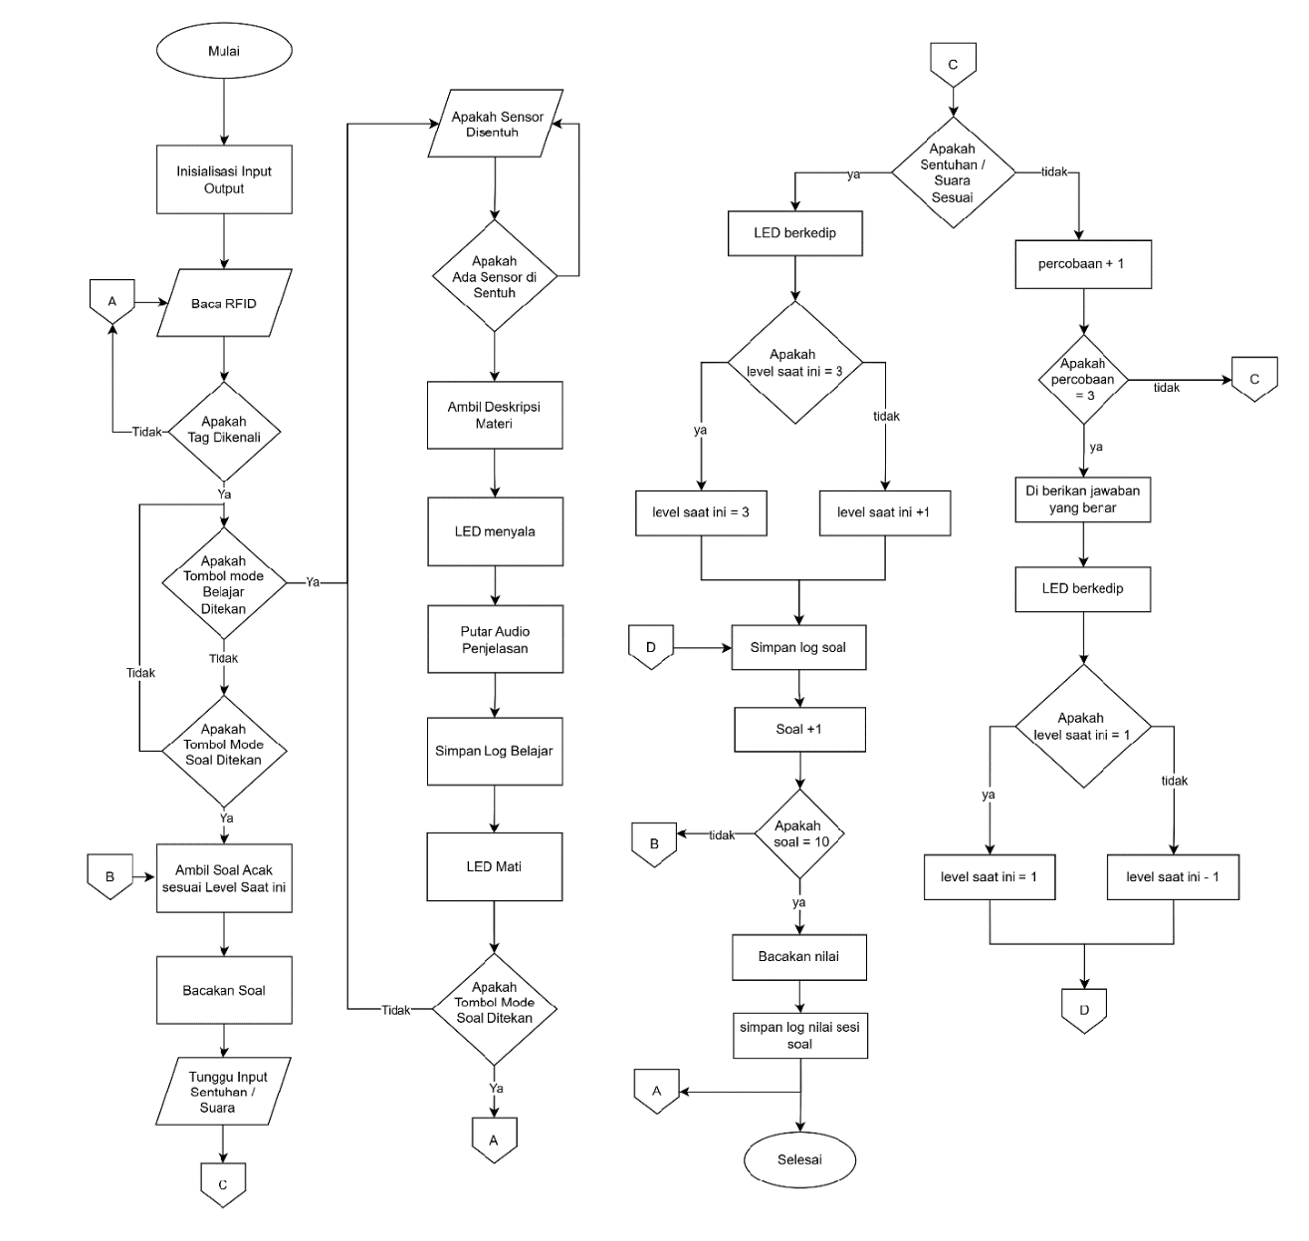 Mulai
Inisialisasi Input
Output
A
Baca RFID
Apakah
Tag Dikenali
Tidak
Ya
Apakah
Tombol mode
Belajar
Ditekan
Ya
Tidak
Tidak
Apakah
Tombol Mode
Soal Ditekan
Ya
B
Ambil Soal Acak
sesuai Level Saat ini
Bacakan Soal
Tunggu Input
Sentuhan /
Suara
C
Apakah Sensor
Disentuh
Apakah
Ada Sensor di
Sentuh
Ambil Deskripsi
Materi
LED menyala
Putar Audio
Penjelasan
Simpan Log Belajar
LED Mati
Apakah
Tombol Mode
Soal Ditekan
Tidak
Ya
A
C
Apakah
Sentuhan /
Suara
Sesuai
ya
tidak
LED berkedip
Apakah
level saat ini = 3
ya
tidak
level saat ini = 3
level saat ini +1
D
Simpan log soal
Soal +1
Apakah
soal = 10
tidak
B
ya
Bacakan nilai
simpan log nilai sesi
soal
A
Selesai
percobaan + 1
Apakah
percobaan
= 3
tidak
C
ya
Di berikan jawaban
yang benar
LED berkedip
Apakah
level saat ini = 1
ya
tidak
level saat ini = 1
level saat ini - 1
D